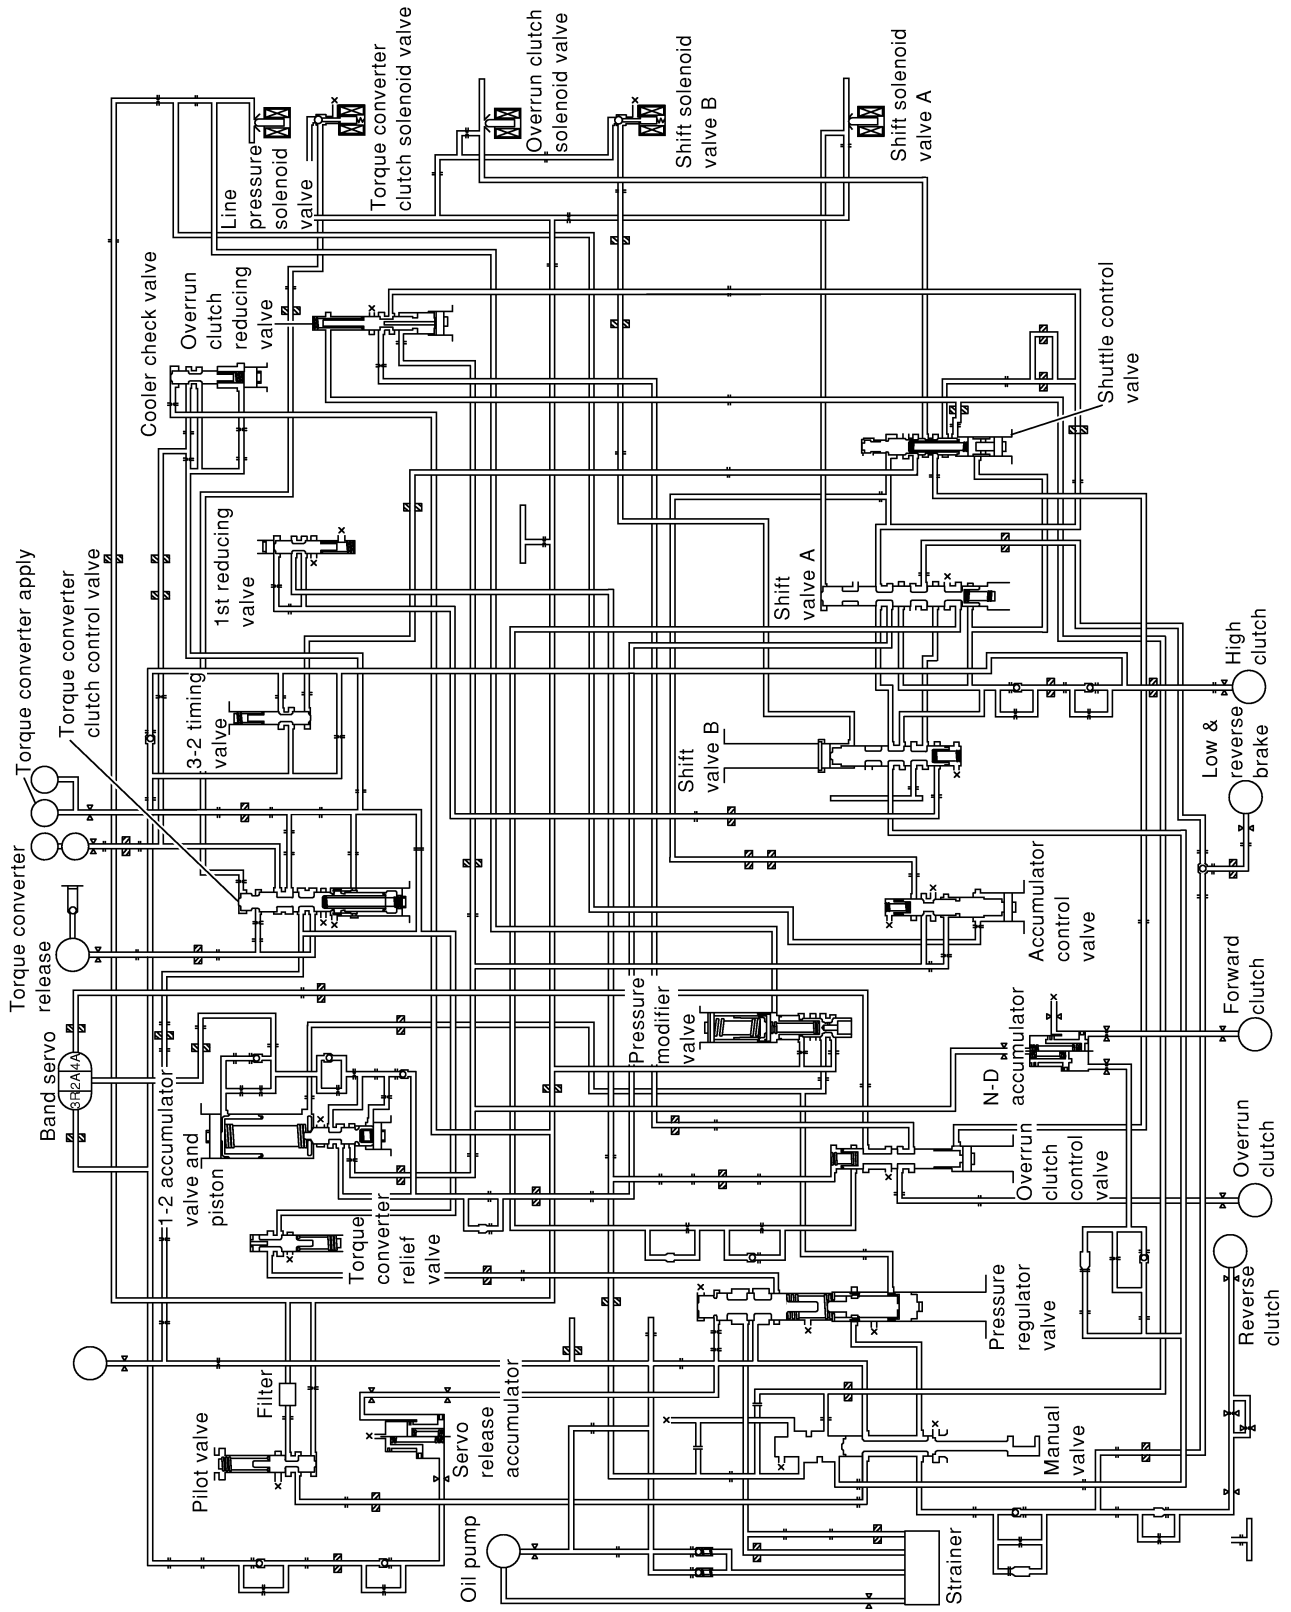 Torque converter
clutch solenoid valve
Overrun clutch
solenoid valve
Shift solenoid
valve B
Shift solenoid
valve A
Line
pressure
solenoid
valve
Cooler check valve
Overrun
clutch
reducing
valve
Shuttle control
valve
Torque converter apply
Torque converter
clutch control valve
1st reducing
valve
Shift
valve A
3-2 timing
valve
Shift
valve B
High
clutch
Low &
reverse
brake
Torque converter
release
Accumulator
control
valve
Band servo
3R2A4A
1-2 accumulator
valve and
piston
Pressure
modifier
valve
N-D
accumulator
Forward
clutch
Torque
converter
relief
valve
Overrun
clutch
control
valve
Overrun
clutch
Pressure
regulator
valve
Reverse
clutch
Filter
Pilot valve
Servo
release
accumulator
Manual
valve
Oil pump
Strainer